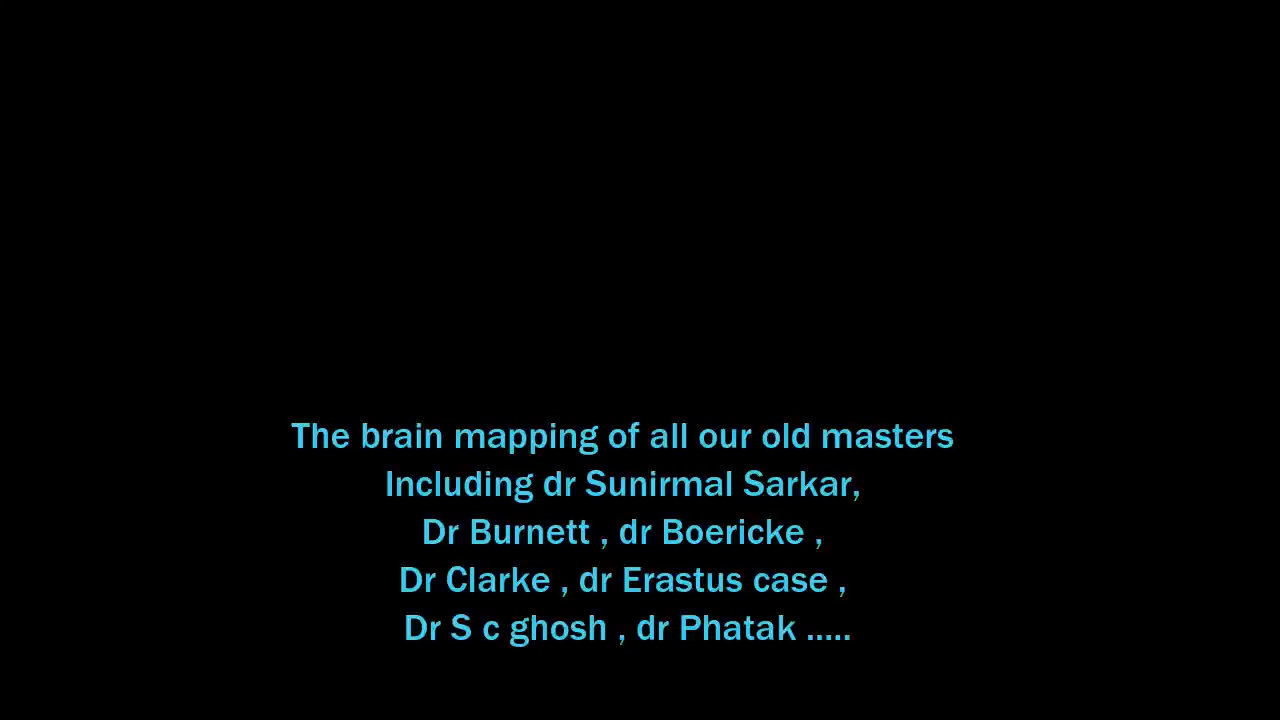 The brain mapping of all our old masters
Including dr Sunirmal Sarkar,
Dr Burnett , dr Boericke ,
Dr Clarke , dr Erastus case ,
Dr S c ghosh , dr Phatak .....